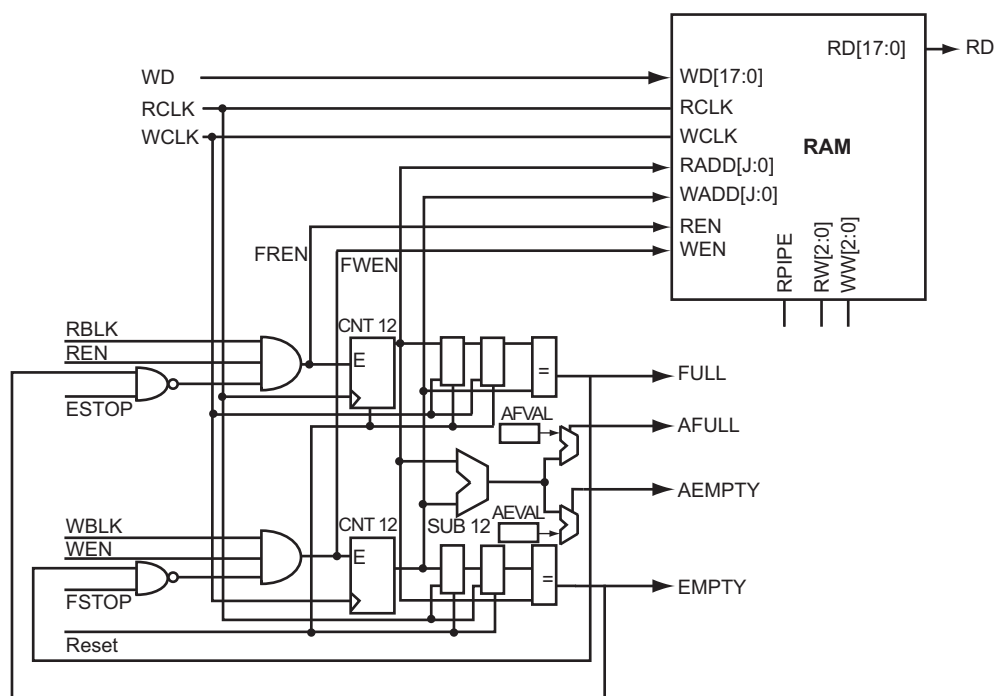 RD[17:0]
RD
WD
WD[17:0]
RCLK
RCLK
WCLK
WCLK
RAM
RADD[J:0]
WADD[J:0]
REN
FREN
FWEN
WEN
RPIPE
RW[2:0]
WW[2:0]
RBLK
CNT 12
REN
E
=
FULL
ESTOP
AFVAL
AFULL
AEMPTY
WBLK
CNT 12
SUB 12
AEVAL
WEN
E
=
EMPTY
FSTOP
Reset